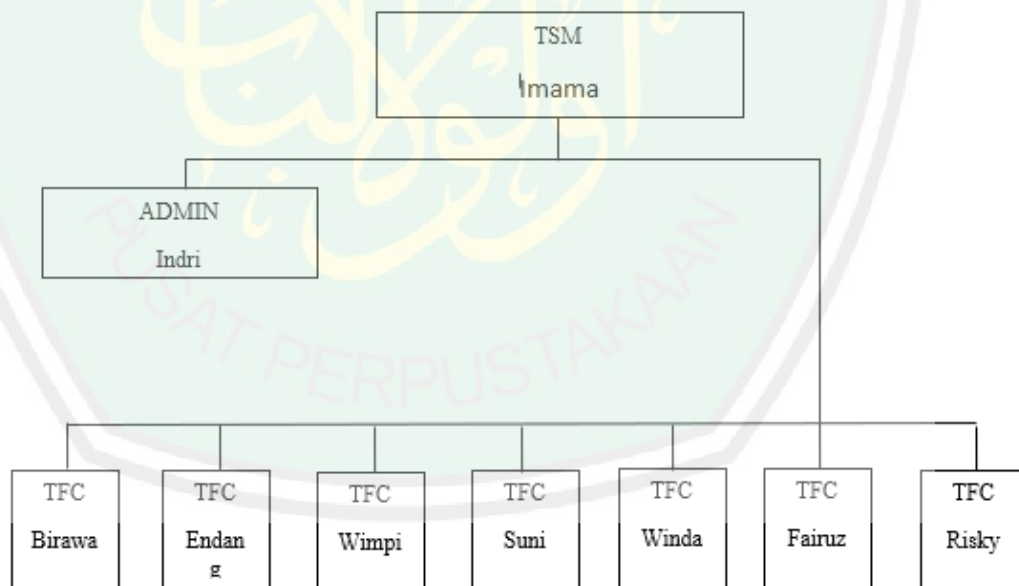 TSM
Imama
ADMIN
Indri
PUSAT PERPUSTAKAAN
TFC
Birawa
TFC
Endan
g
TFC
Wimpi
TFC
Suni
TFC
Winda
TFC
Fairuz
TFC
Risky